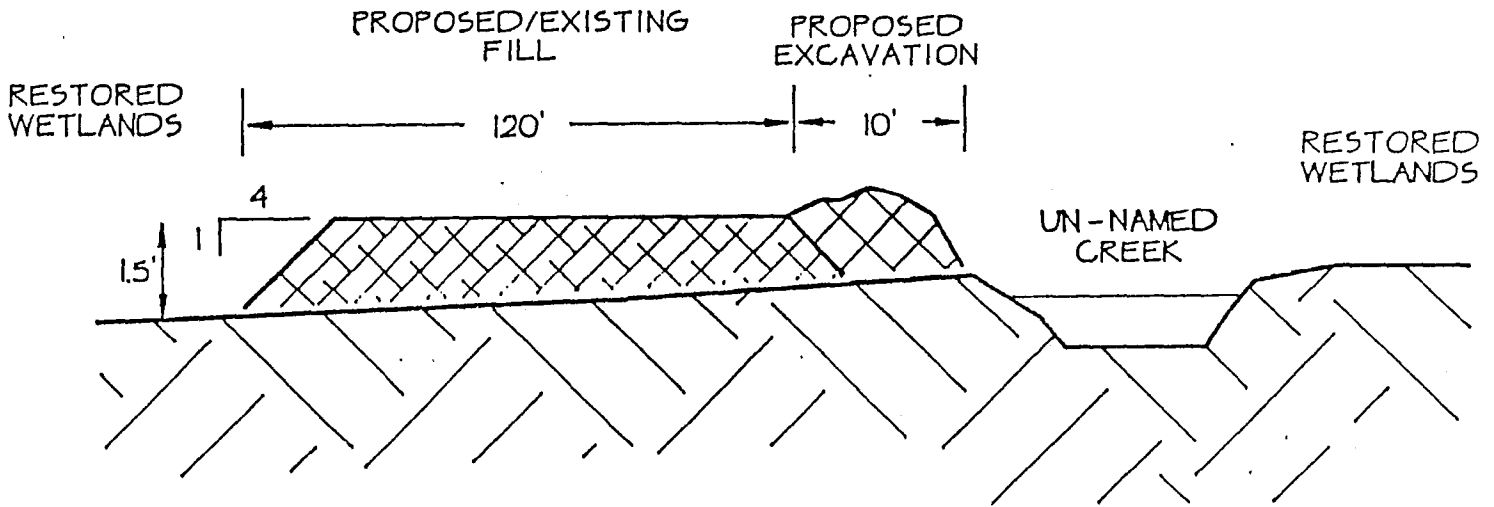 PROPOSED/EXISTING
FILL
PROPOSED
EXCAVATION
RESTORED
WETLANDS
120'
10'
RESTORED
WETLANDS
4
1
1.5'
UN-NAMED
CREEK